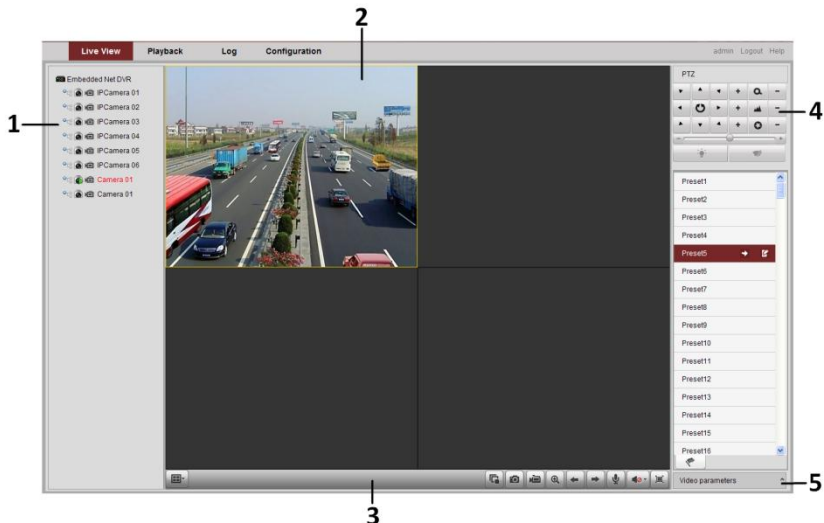 2
Live View Playback Log Configuration admin Logout Help
Embedded Net DVR
IPCamera 01
IPCamera 02
IPCamera 03
IPCamera 04
IPCamera 05
IPCamera 06
Camera 01
Camera 01
1
PTZ
4
Preset1
Preset2
Preset3
Preset4
Preset5
Preset6
Preset7
Preset8
Preset9
Preset10
Preset11
Preset12
Preset13
Preset14
Preset15
Preset16
Video parameters
5
3